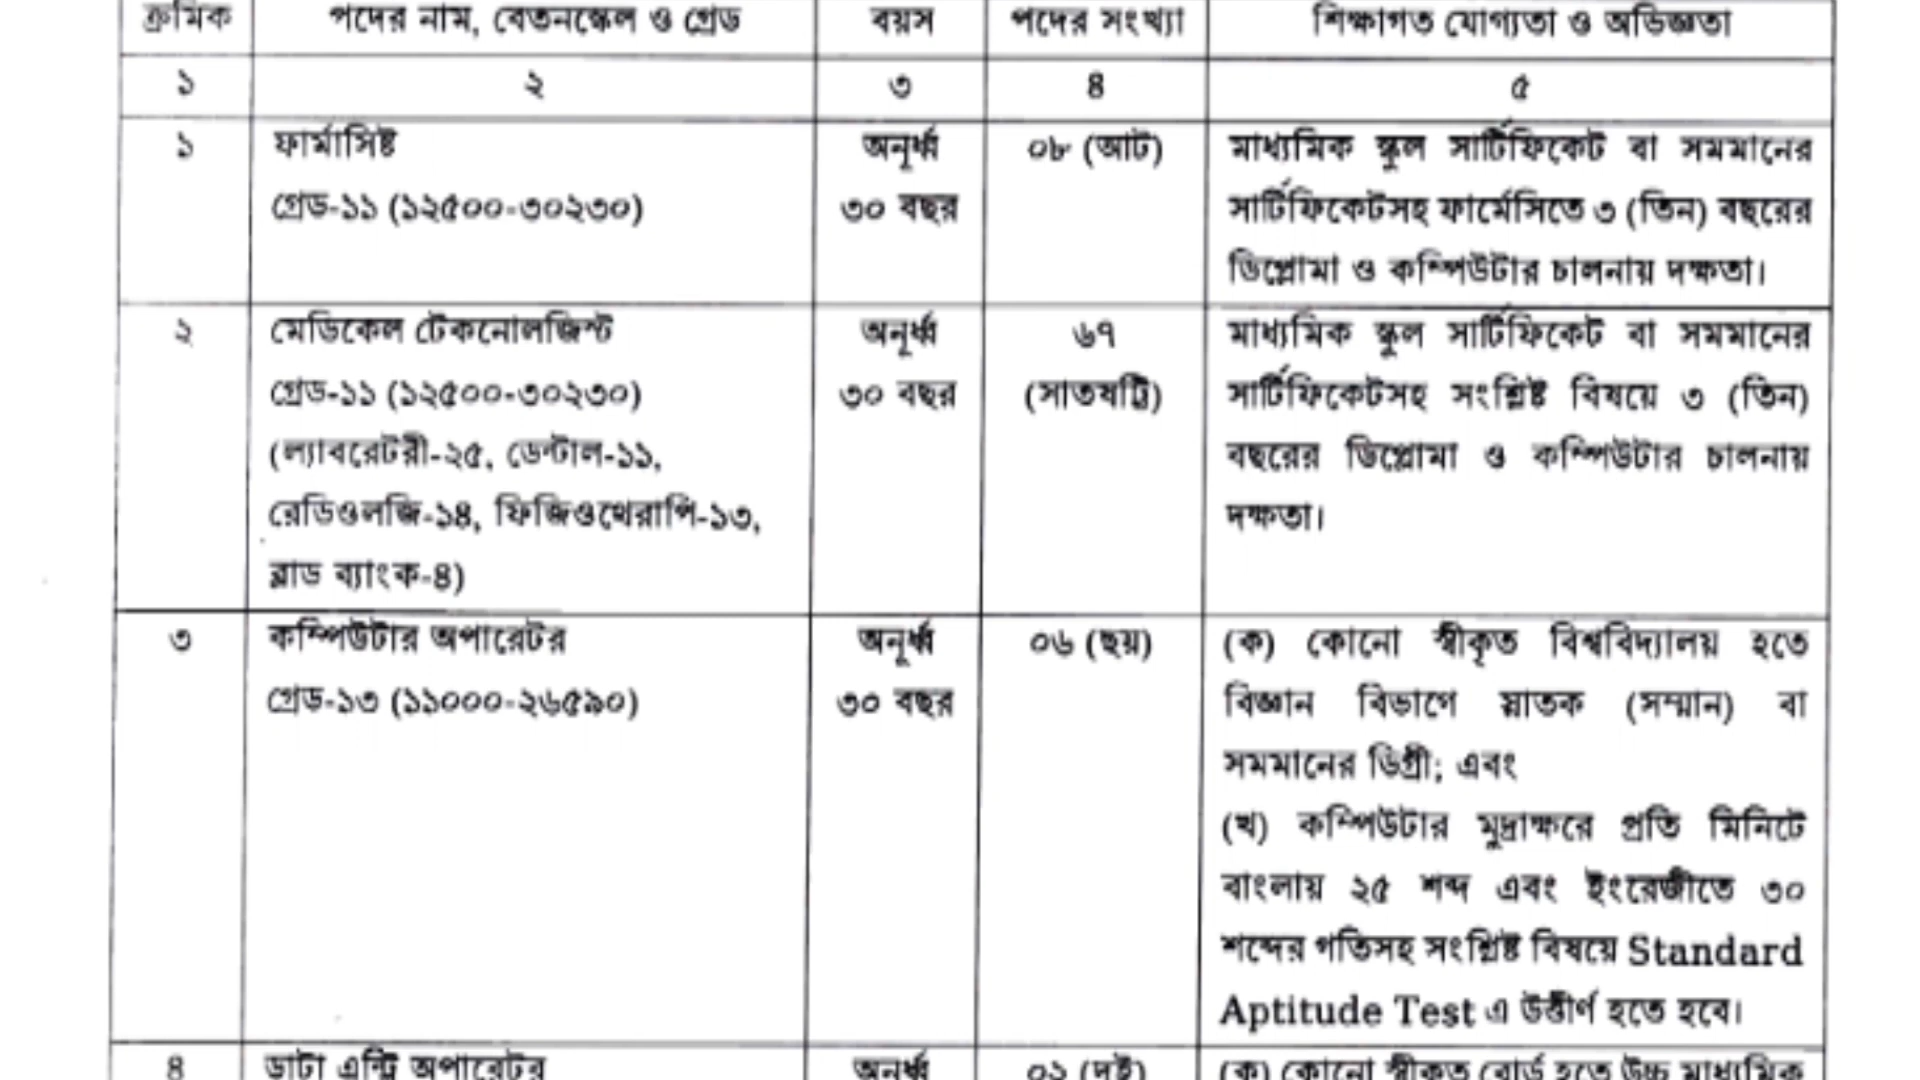 ক্রমিক পদের নাম, বেতনস্কেল ও গ্রেড বয়স পদের সংখ্যা শিক্ষাগত যোগ্যতা ও অভিজ্ঞতা
১ ২ ৩ ৪ ৫
১ ফার্মাসিষ্ট অনূর্ধ্ব ০৮ (আট) মাধ্যমিক স্কুল সার্টিফিকেট বা সমমানের
গ্রেড-১১ (১২৫০০-৩০২৩০) ৩০ বছর সার্টিফিকেটসহ ফার্মেসিতে ৩ (তিন) বছরের
ডিপ্লোমা ও কম্পিউটার চালনায় দক্ষতা।
২ মেডিকেল টেকনোলজিস্ট অনূর্ধ্ব ৬৭ মাধ্যমিক স্কুল সার্টিফিকেট বা সমমানের
গ্রেড-১১ (১২৫০০-৩০২৩০) ৩০ বছর (সাতষট্টি) সার্টিফিকেটসহ সংশ্লিষ্ট বিষয়ে ৩ (তিন)
(ল্যাবরেটরী-২৫, ডেন্টাল-১১, বছরের ডিপ্লোমা ও কম্পিউটার চালনায়
রেডিওলজি-১৪, ফিজিওথেরাপি-১৩, দক্ষতা।
ব্লাড ব্যাংক-৪)
৩ কম্পিউটার অপারেটর অনূর্ধ্ব ০৬ (ছয়) (ক) কোনো স্বীকৃত বিশ্ববিদ্যালয় হতে
গ্রেড-১৩ (১১০০০-২৬৫৯০) ৩০ বছর বিজ্ঞান বিভাগে স্নাতক (সম্মান) বা
সমমানের ডিগ্রী; এবং
(খ) কম্পিউটার মুদ্রাক্ষরে প্রতি মিনিটে
বাংলায় ২৫ শব্দ এবং ইংরেজীতে ৩০
শব্দের গতিসহ সংশ্লিষ্ট বিষয়ে Standard
Aptitude Test এ উত্তীর্ণ হতে হবে।
৪ ডাটা এন্ট্রি অপারেটর অনূর্ধ্ব ০২ (দুই) (ক) কোনো স্বীকৃত বোর্ড হতে উচ্চ মাধ্যমিক